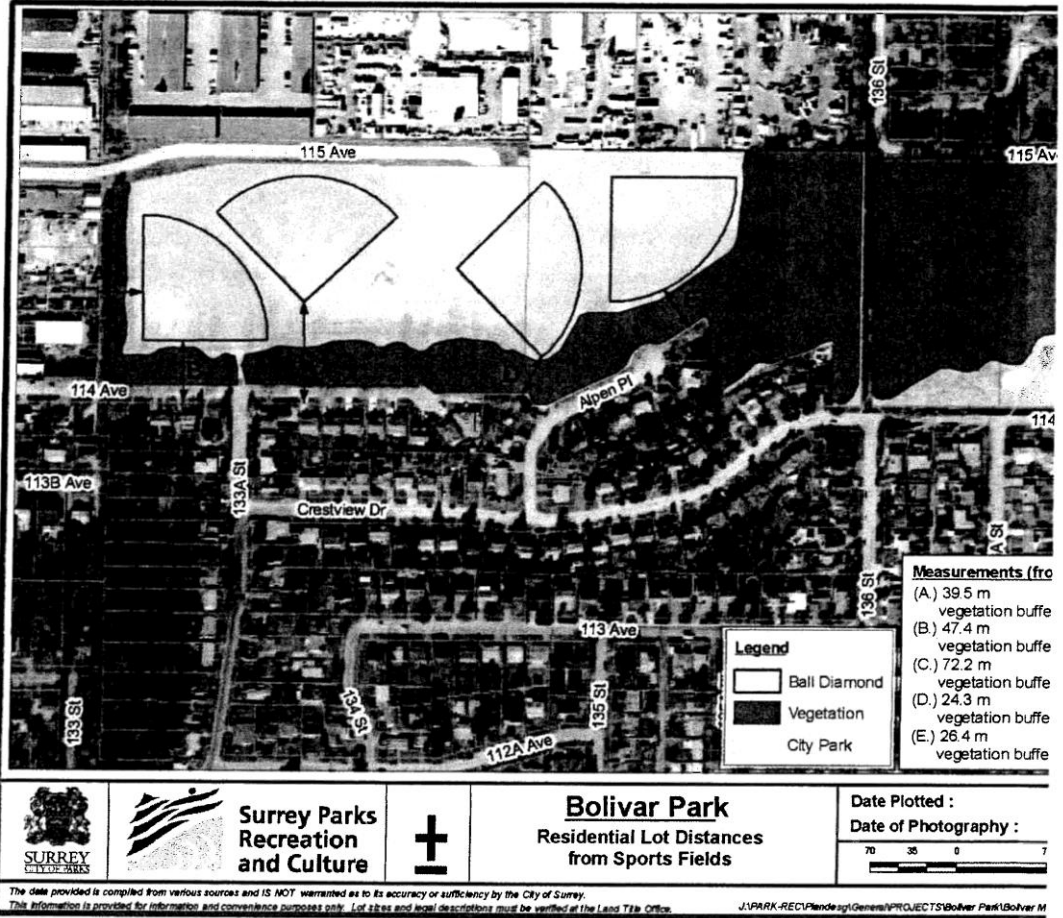 136 St
115 Ave
115 Av
114 Ave
Alpen Pl
114
113B Ave
133A St
Crestview Dr
A St
136 St
113 Ave
133 St
13A St
135 St
112A Ave
Legend
Ball Diamond
Vegetation
City Park
Measurements (fro
(A.) 39.5 m
vegetation buffe
(B.) 47.4 m
vegetation buffe
(C.) 72.2 m
vegetation buffe
(D.) 24.3 m
vegetation buffe
(E.) 26.4 m
vegetation buffe
SURREY
CITY OF PARKS
Surrey Parks
Recreation
and Culture
Bolivar Park
Residential Lot Distances
from Sports Fields
Date Plotted :
Date of Photography :
70 35 0 7
The data provided is compiled from various sources and IS NOT warranted as to its accuracy or sufficiency by the City of Surrey.
This information is provided for information and convenience purposes only. Lot sizes and legal descriptions must be verified at the Land Title Office.
J:\PARK-REC\Plandesg\General\PROJECTS\Bolivar Park\Bolivar M